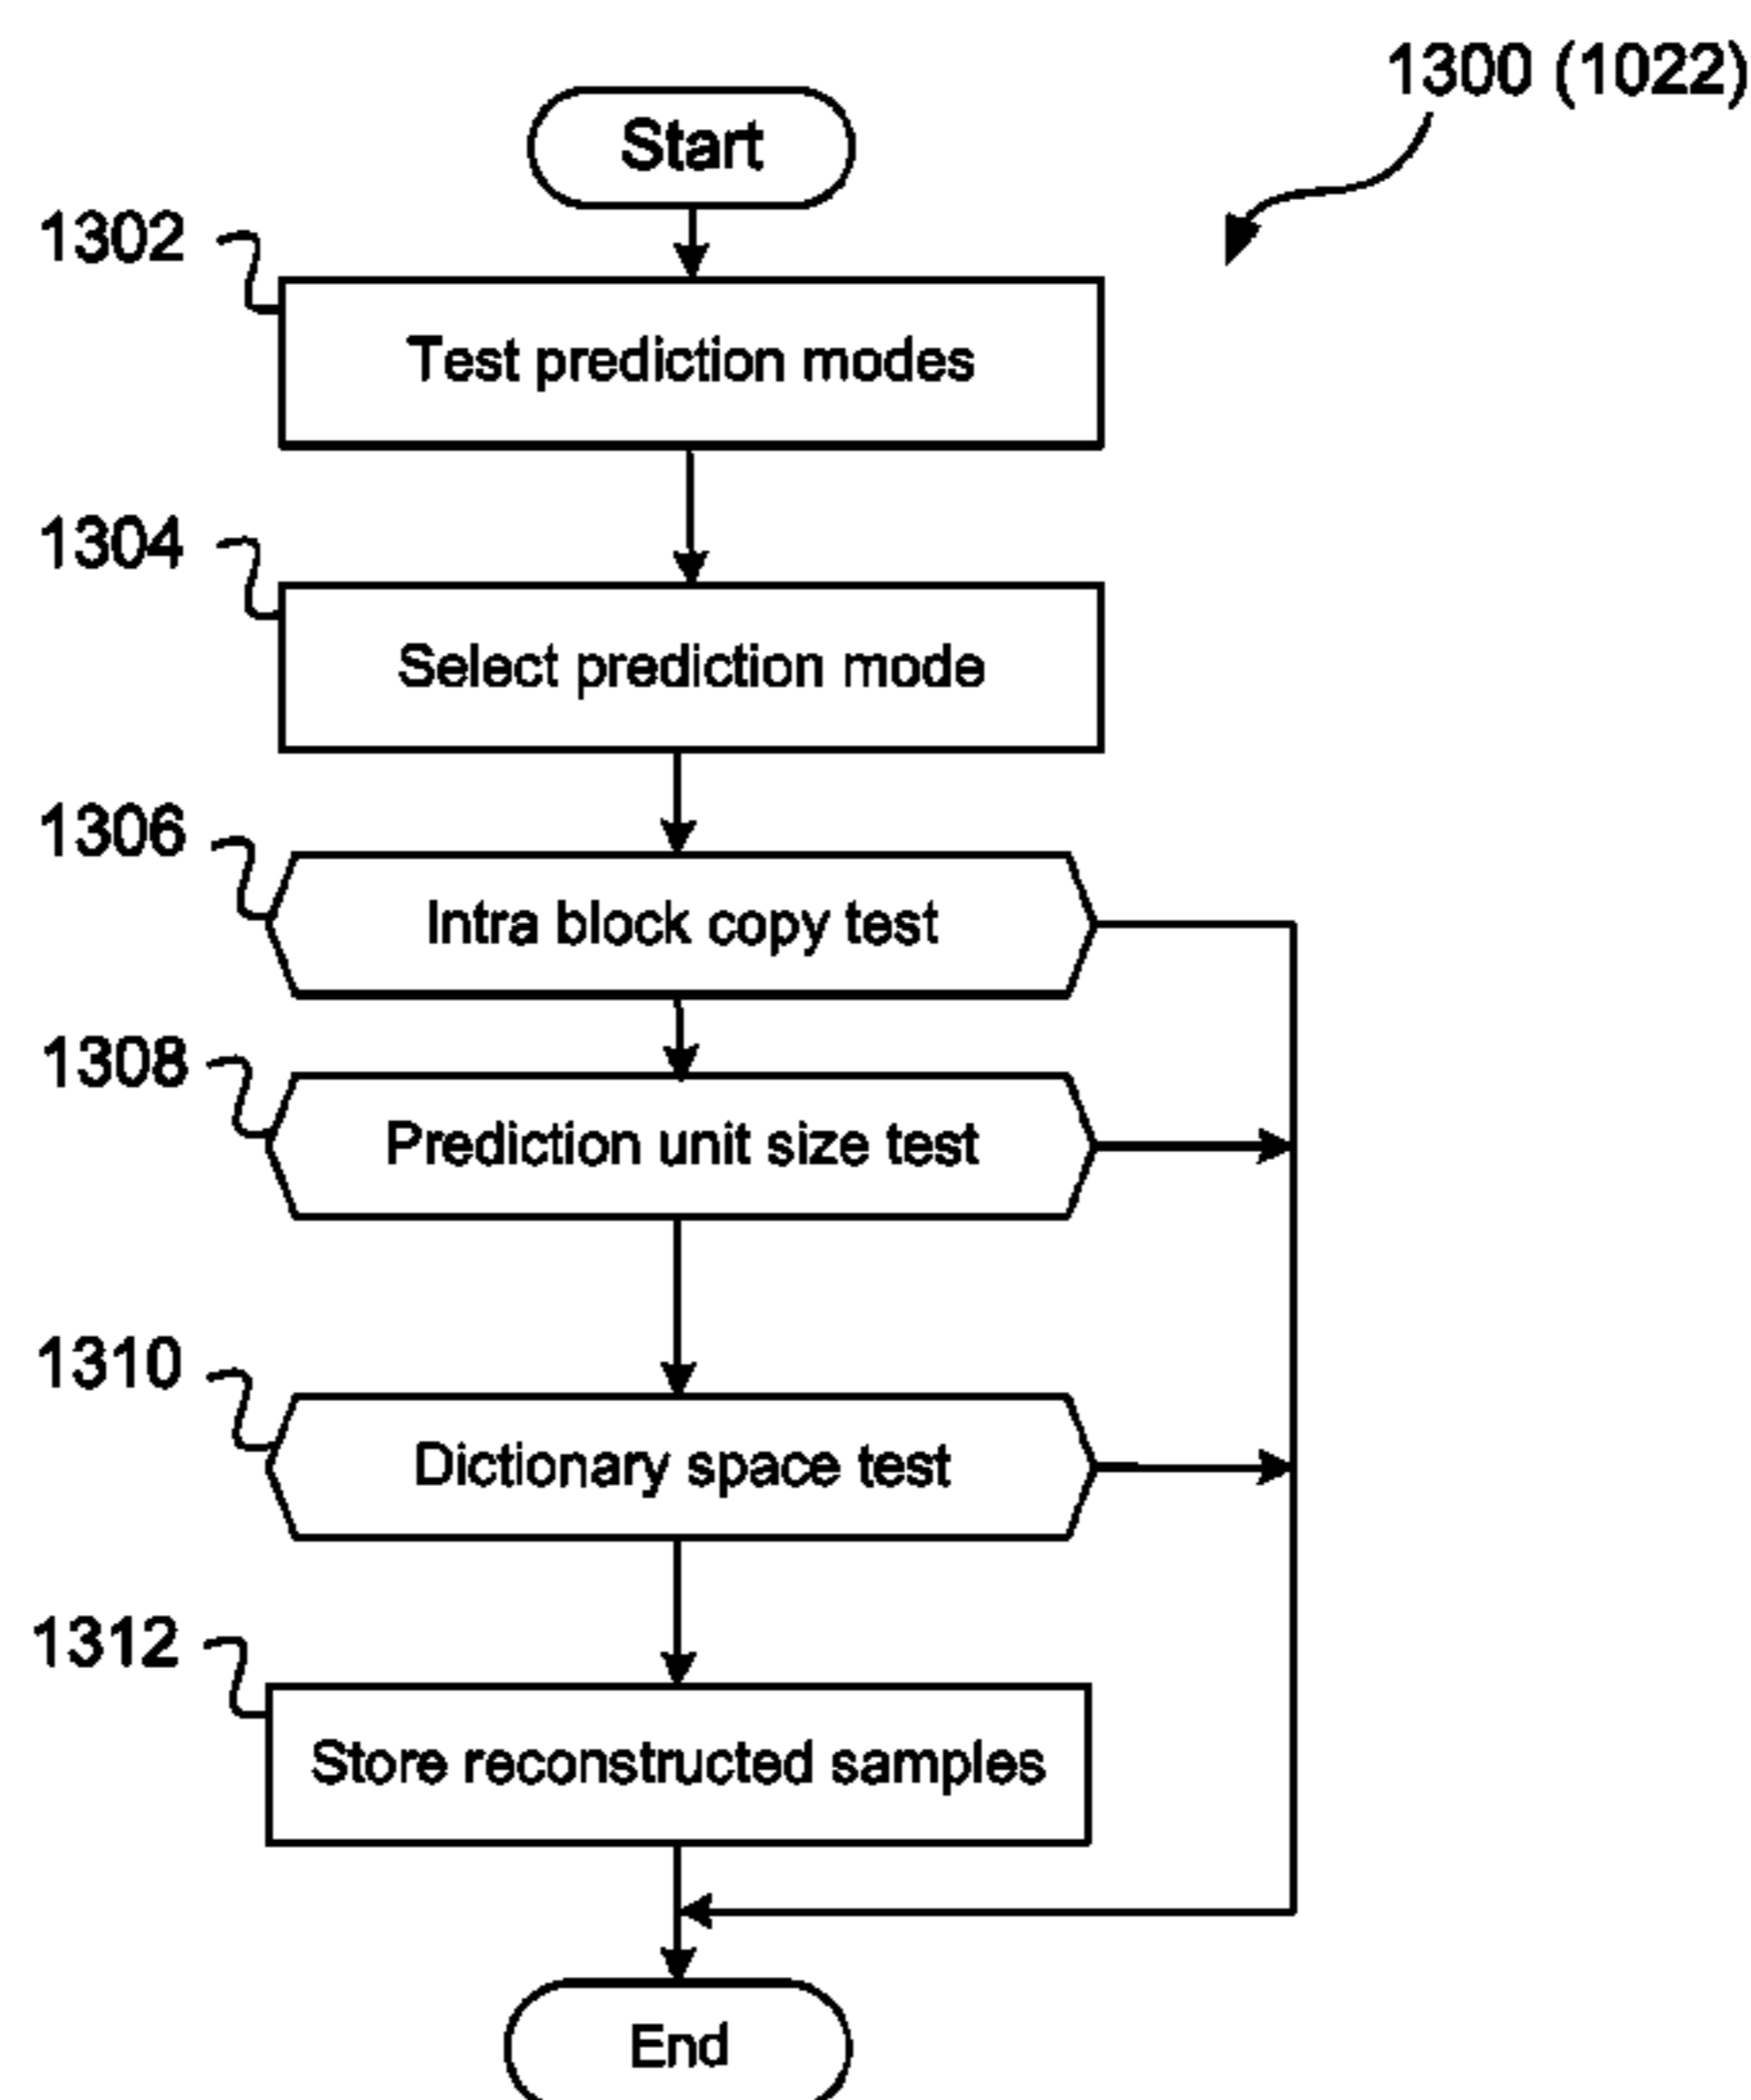 1300 (1022)
Start
1302
Test prediction modes
1304
Select prediction mode
1306
Intra block copy test
1308
Prediction unit size test
1310
Dictionary space test
1312
Store reconstructed samples
End